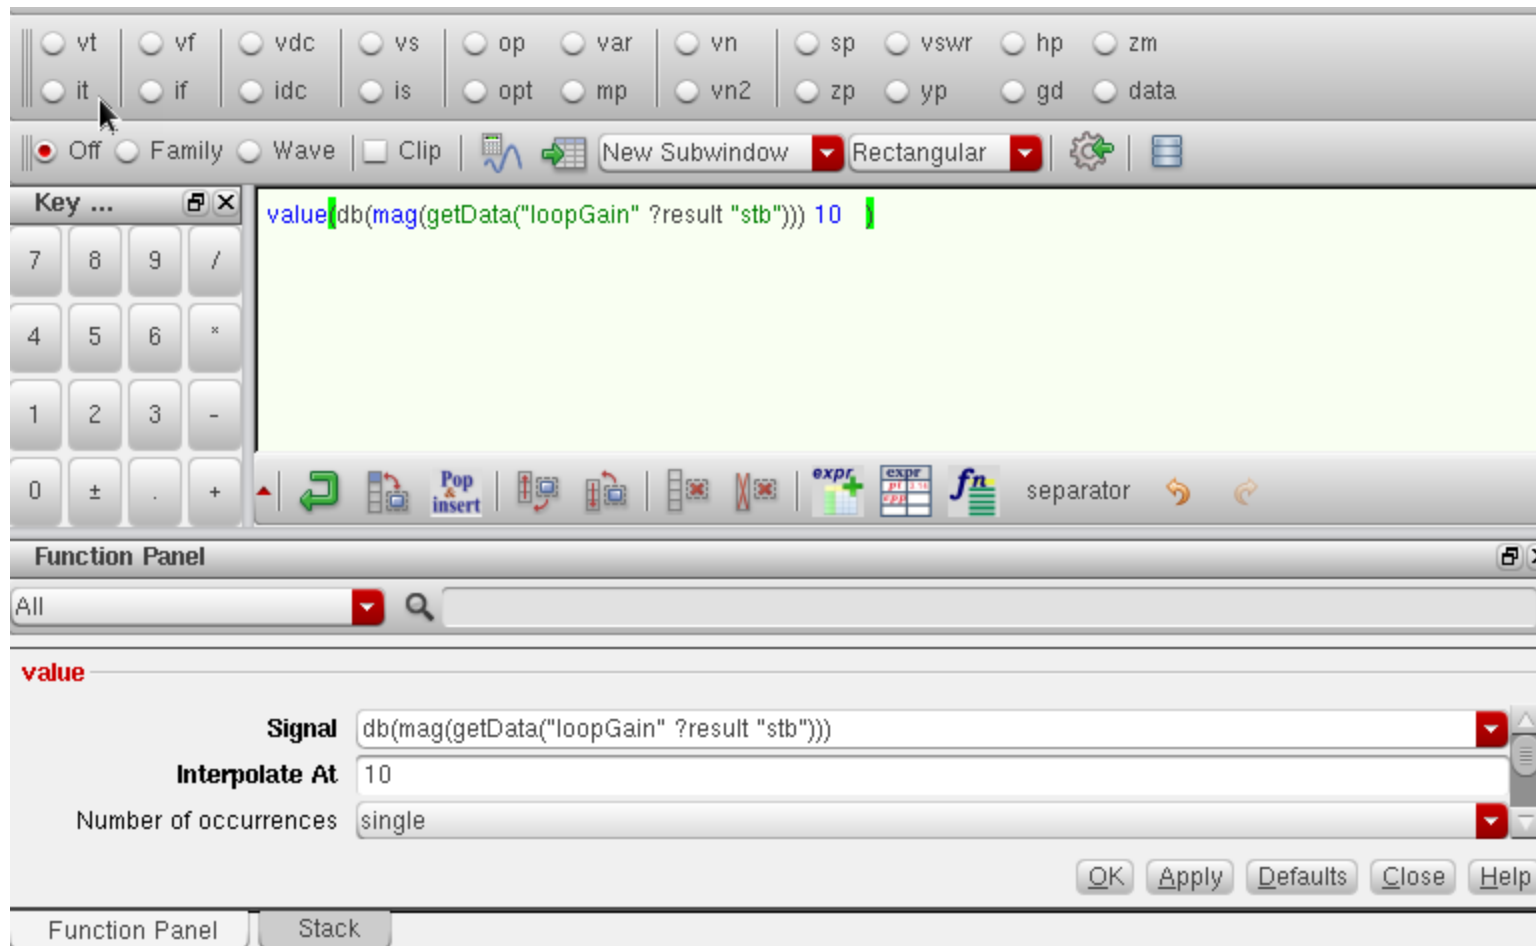 vt vf vdc vs op var vn sp vswr hp zm
it if idc is opt mp vn2 zp yp gd data
Off Family Wave Clip New Subwindow Rectangular
Key ...
value(db(mag(getData("loopGain" ?result "stb"))) 10 )
7 8 9 /
4 5 6 *
1 2 3 -
0 ± . +
Pop & insert expr expr fn separator
Function Panel
All
value
Signal db(mag(getData("loopGain" ?result "stb")))
Interpolate At 10
Number of occurrences single
OK Apply Defaults Close Help
Function Panel Stack